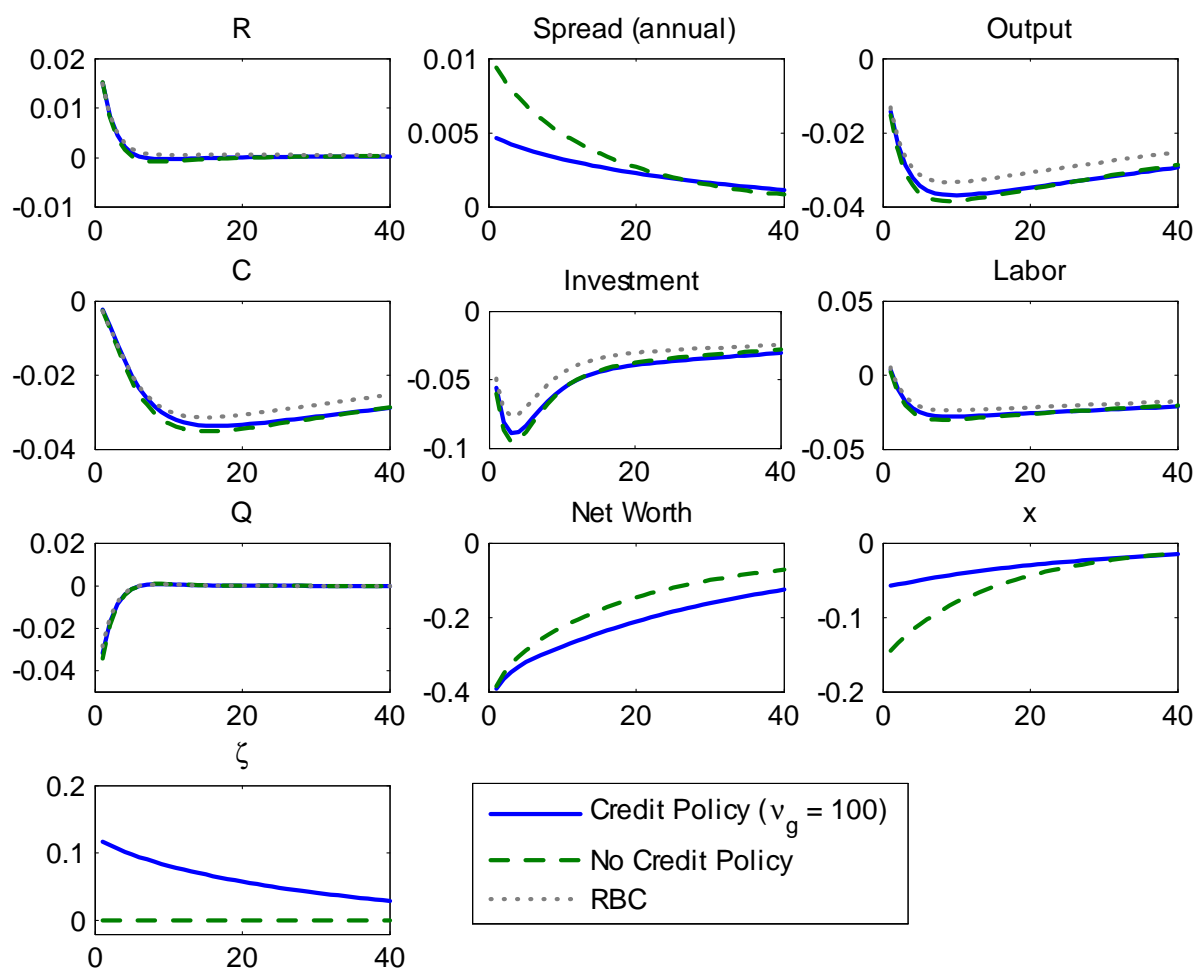 R
0.02
0.01
0
-0.01
0 20 40
Spread (annual)
0.01
0.005
0
0 20 40
Output
0
-0.02
-0.04
0 20 40
C
0
-0.02
-0.04
0 20 40
Investment
0
-0.05
-0.1
0 20 40
Labor
0.05
0
-0.05
0 20 40
Q
0.02
0
-0.02
-0.04
0 20 40
Net Worth
0
-0.2
-0.4
0 20 40
x
0
-0.1
-0.2
0 20 40
ζ
0.2
0.1
0
0 20 40
Credit Policy (ν_g = 100)
No Credit Policy
RBC